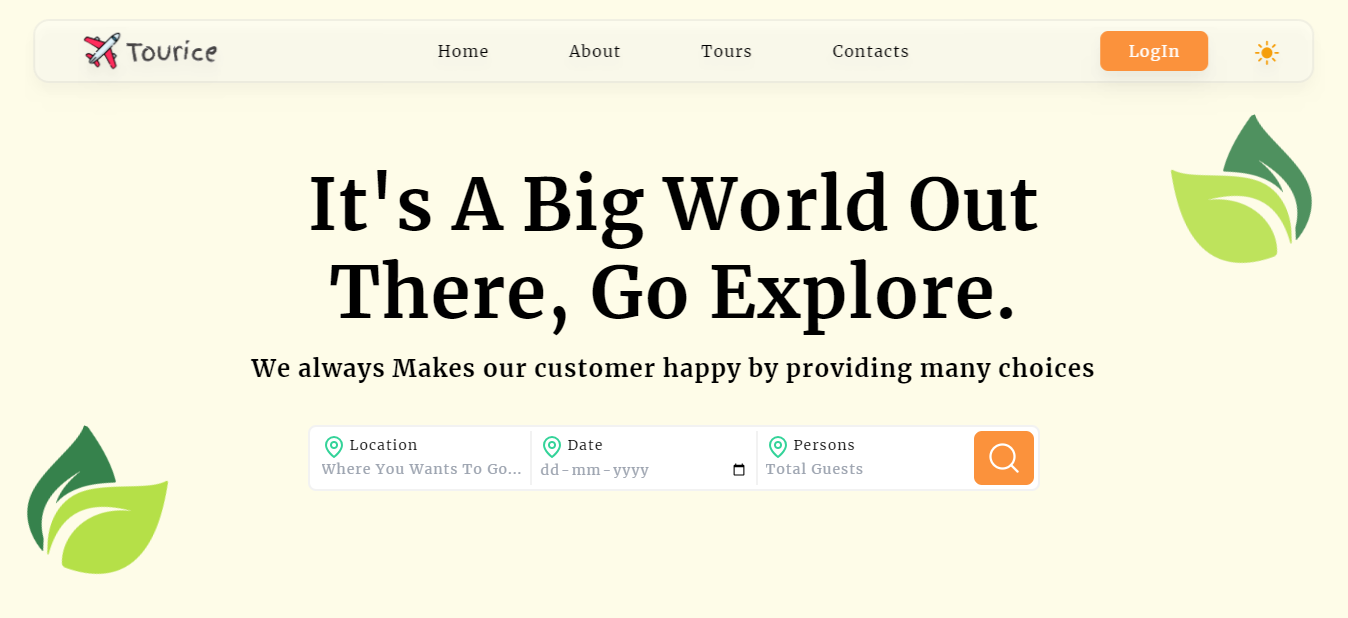 Tourice
Home About Tours Contacts LogIn
It's A Big World Out
There, Go Explore.
We always Makes our customer happy by providing many choices
Location Date Persons
Where You Wants To Go... dd-mm-yyyy Total Guests